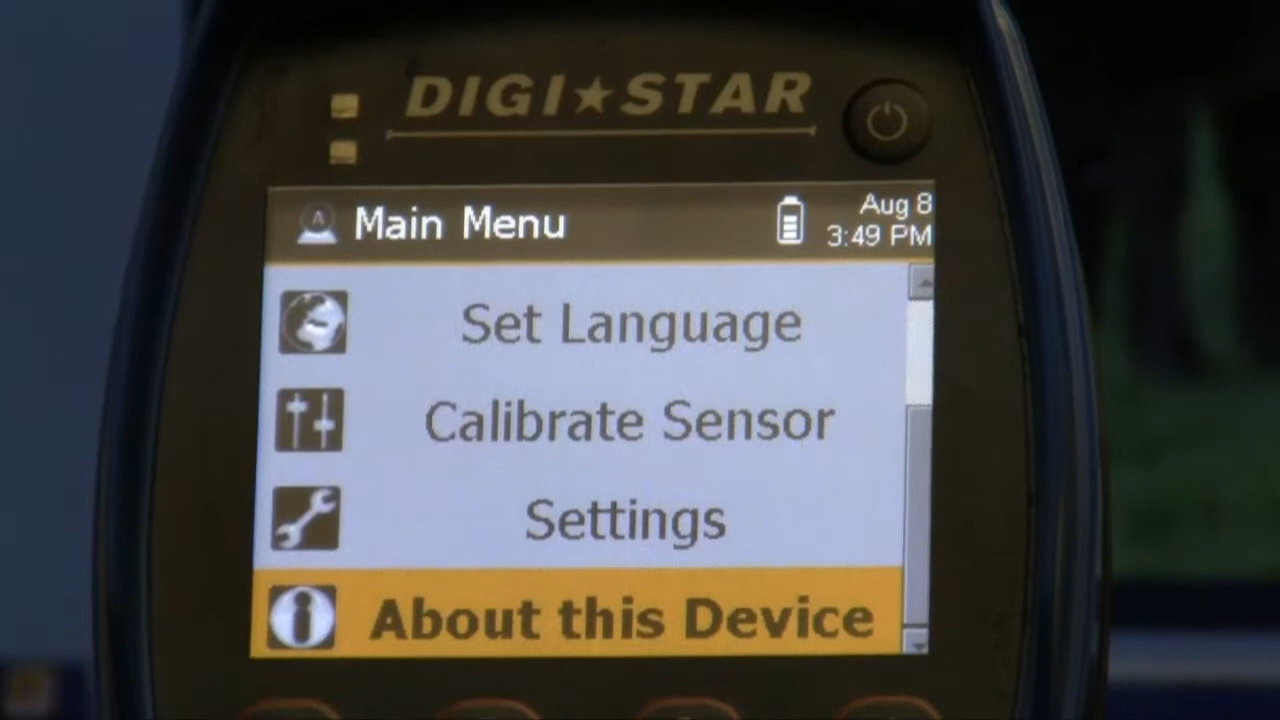 DIGI★STAR
Main Menu
Aug 8
3:49 PM
Set Language
Calibrate Sensor
Settings
About this Device